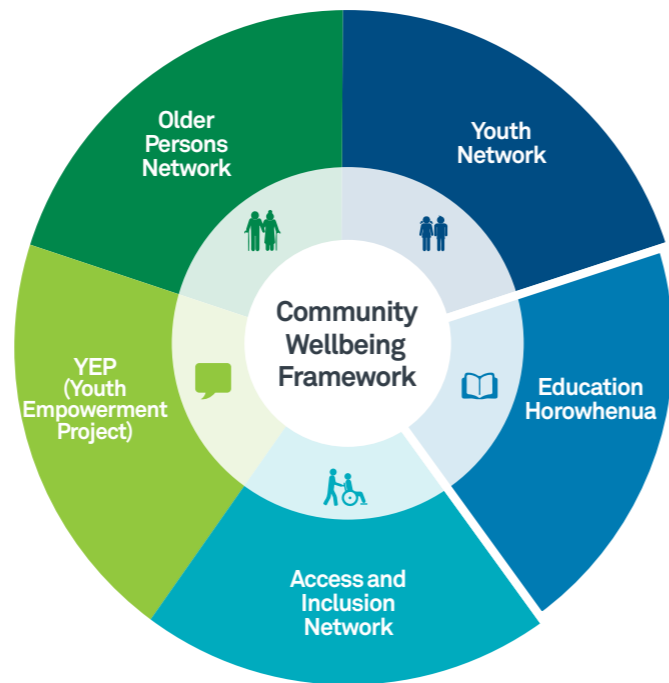 Older
Persons
Network
Youth
Network
Community
Wellbeing
Framework
YEP
(Youth
Empowerment
Project)
Education
Horowhenua
Access and
Inclusion
Network